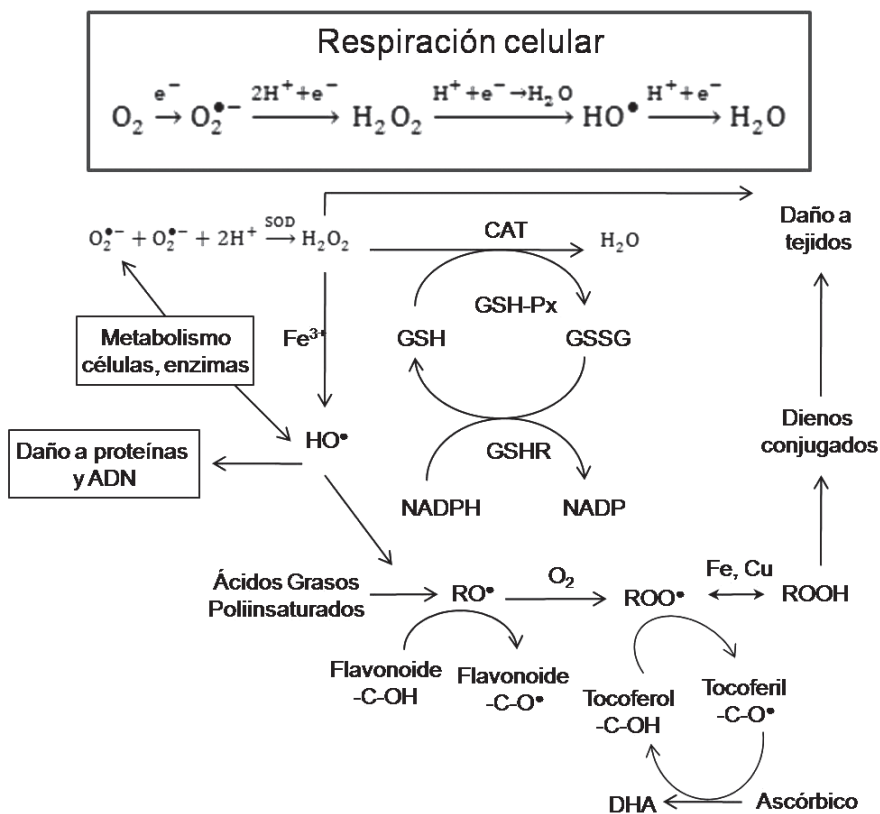 Respiración celular
O₂ e⁻→ O₂•⁻ 2H⁺+e⁻→ H₂O₂ H⁺+e⁻→H₂O→ HO• H⁺+e⁻→ H₂O
O₂•⁻ + O₂•⁻ + 2H⁺ SOD→ H₂O₂
CAT
H₂O
Daño a
tejidos
GSH-Px
Metabolismo
células, enzimas
Fe³⁺
GSH
GSSG
Dienos
conjugados
HO•
Daño a proteínas
y ADN
GSHR
NADPH
NADP
Ácidos Grasos
Poliinsaturados
RO•
O₂
ROO•
Fe, Cu
ROOH
Flavonoide
-C-OH
Flavonoide
-C-O•
Tocoferol
-C-OH
Tocoferil
-C-O•
DHA
Ascórbico